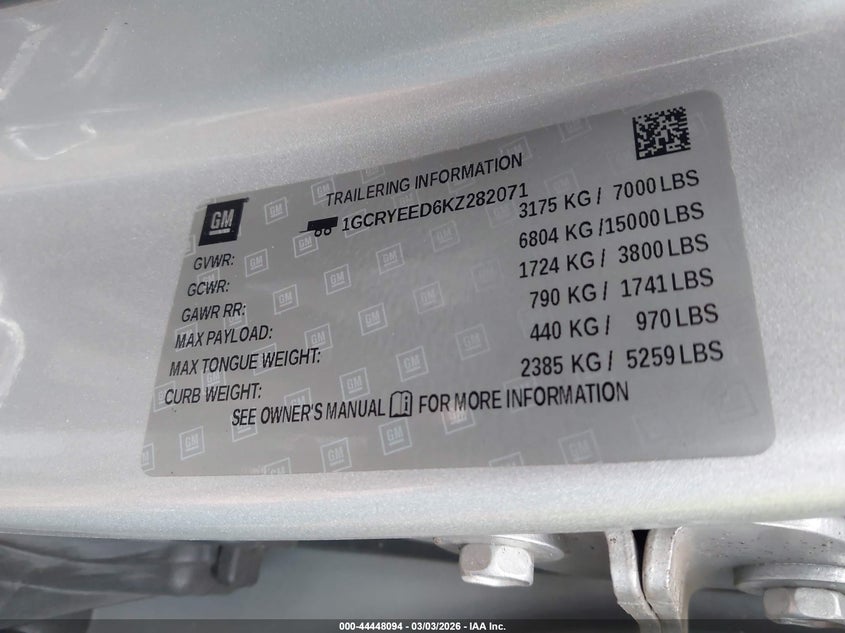 TRAILERING INFORMATION
GM
1GCRYEED6KZ282071
GVWR: 3175 KG / 7000 LBS
GCWR: 6804 KG /15000 LBS
GAWR RR: 1724 KG / 3800 LBS
MAX PAYLOAD: 790 KG / 1741 LBS
MAX TONGUE WEIGHT: 440 KG / 970 LBS
CURB WEIGHT: 2385 KG / 5259 LBS
SEE OWNER'S MANUAL FOR MORE INFORMATION
000-44448094 — 03/03/2026 — IAA Inc.